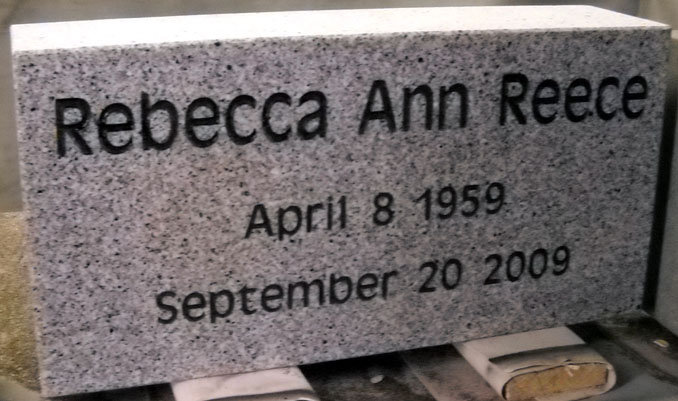 Rebecca Ann Reece
April 8 1959
September 20 2009